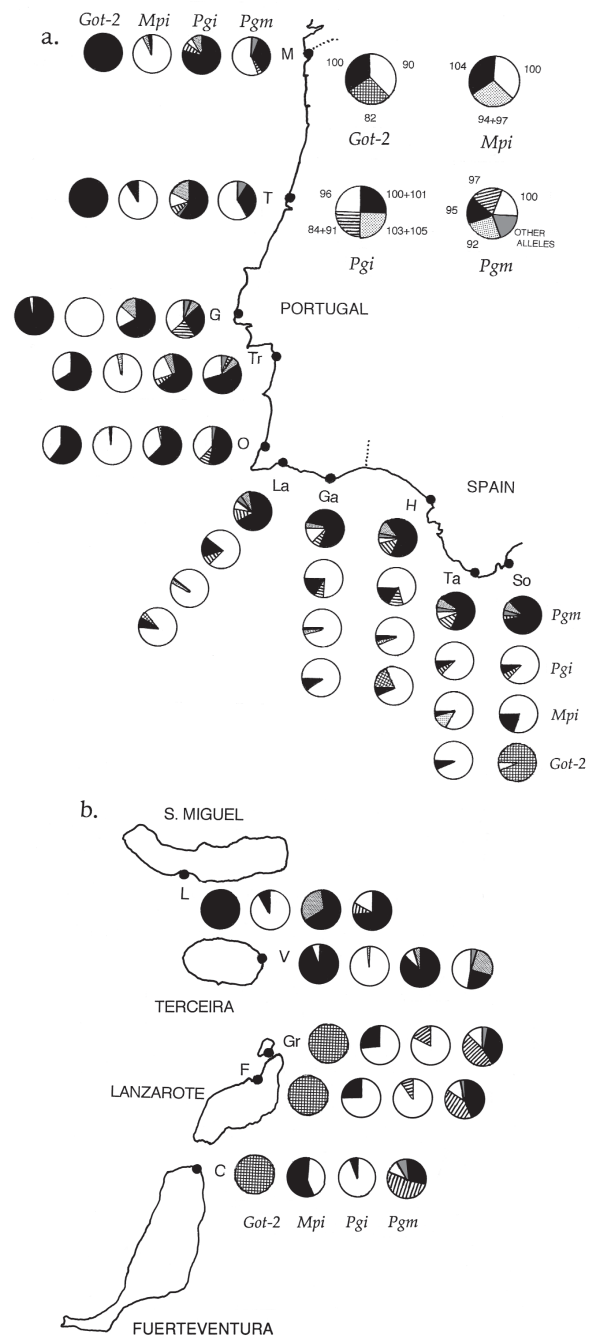 a.
Got-2 Mpi Pgi Pgm
M
100 90
82
Got-2
104 100
94+97
Mpi
T
96 100+101
84+91 103+105
Pgi
97
100
95
92
OTHER
ALLELES
Pgm
G
PORTUGAL
Tr
O
La
Ga
H
SPAIN
Ta
So
Pgm
Pgi
Mpi
Got-2
b.
S. MIGUEL
L
V
TERCEIRA
Gr
F
LANZAROTE
C
Got-2 Mpi Pgi Pgm
FUERTEVENTURA